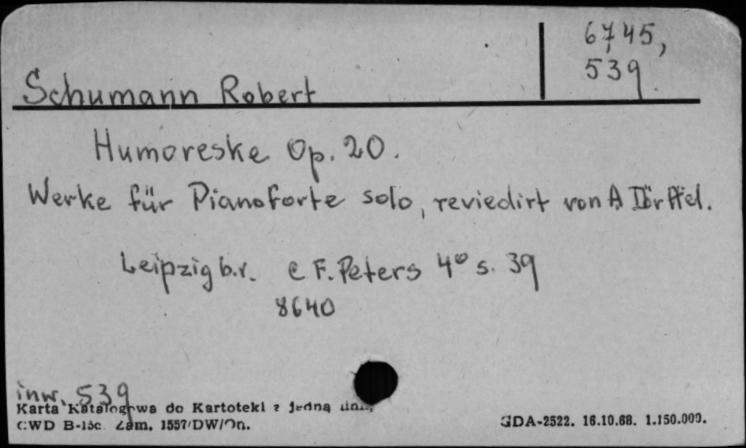 6745,
539
Schumann Robert
Humoreske Op. 20.
Werke für Pianoforte solo, reviedirt von A Dörffel.
Leipzig b.r. C F. Peters 4° s. 39
8640
inw. 539
Karta Katalogowa do Kartoteki z jedną
CWD B-15c Zam. 1557/DW/
GDA-2522. 16.10.68. 1.150.000.